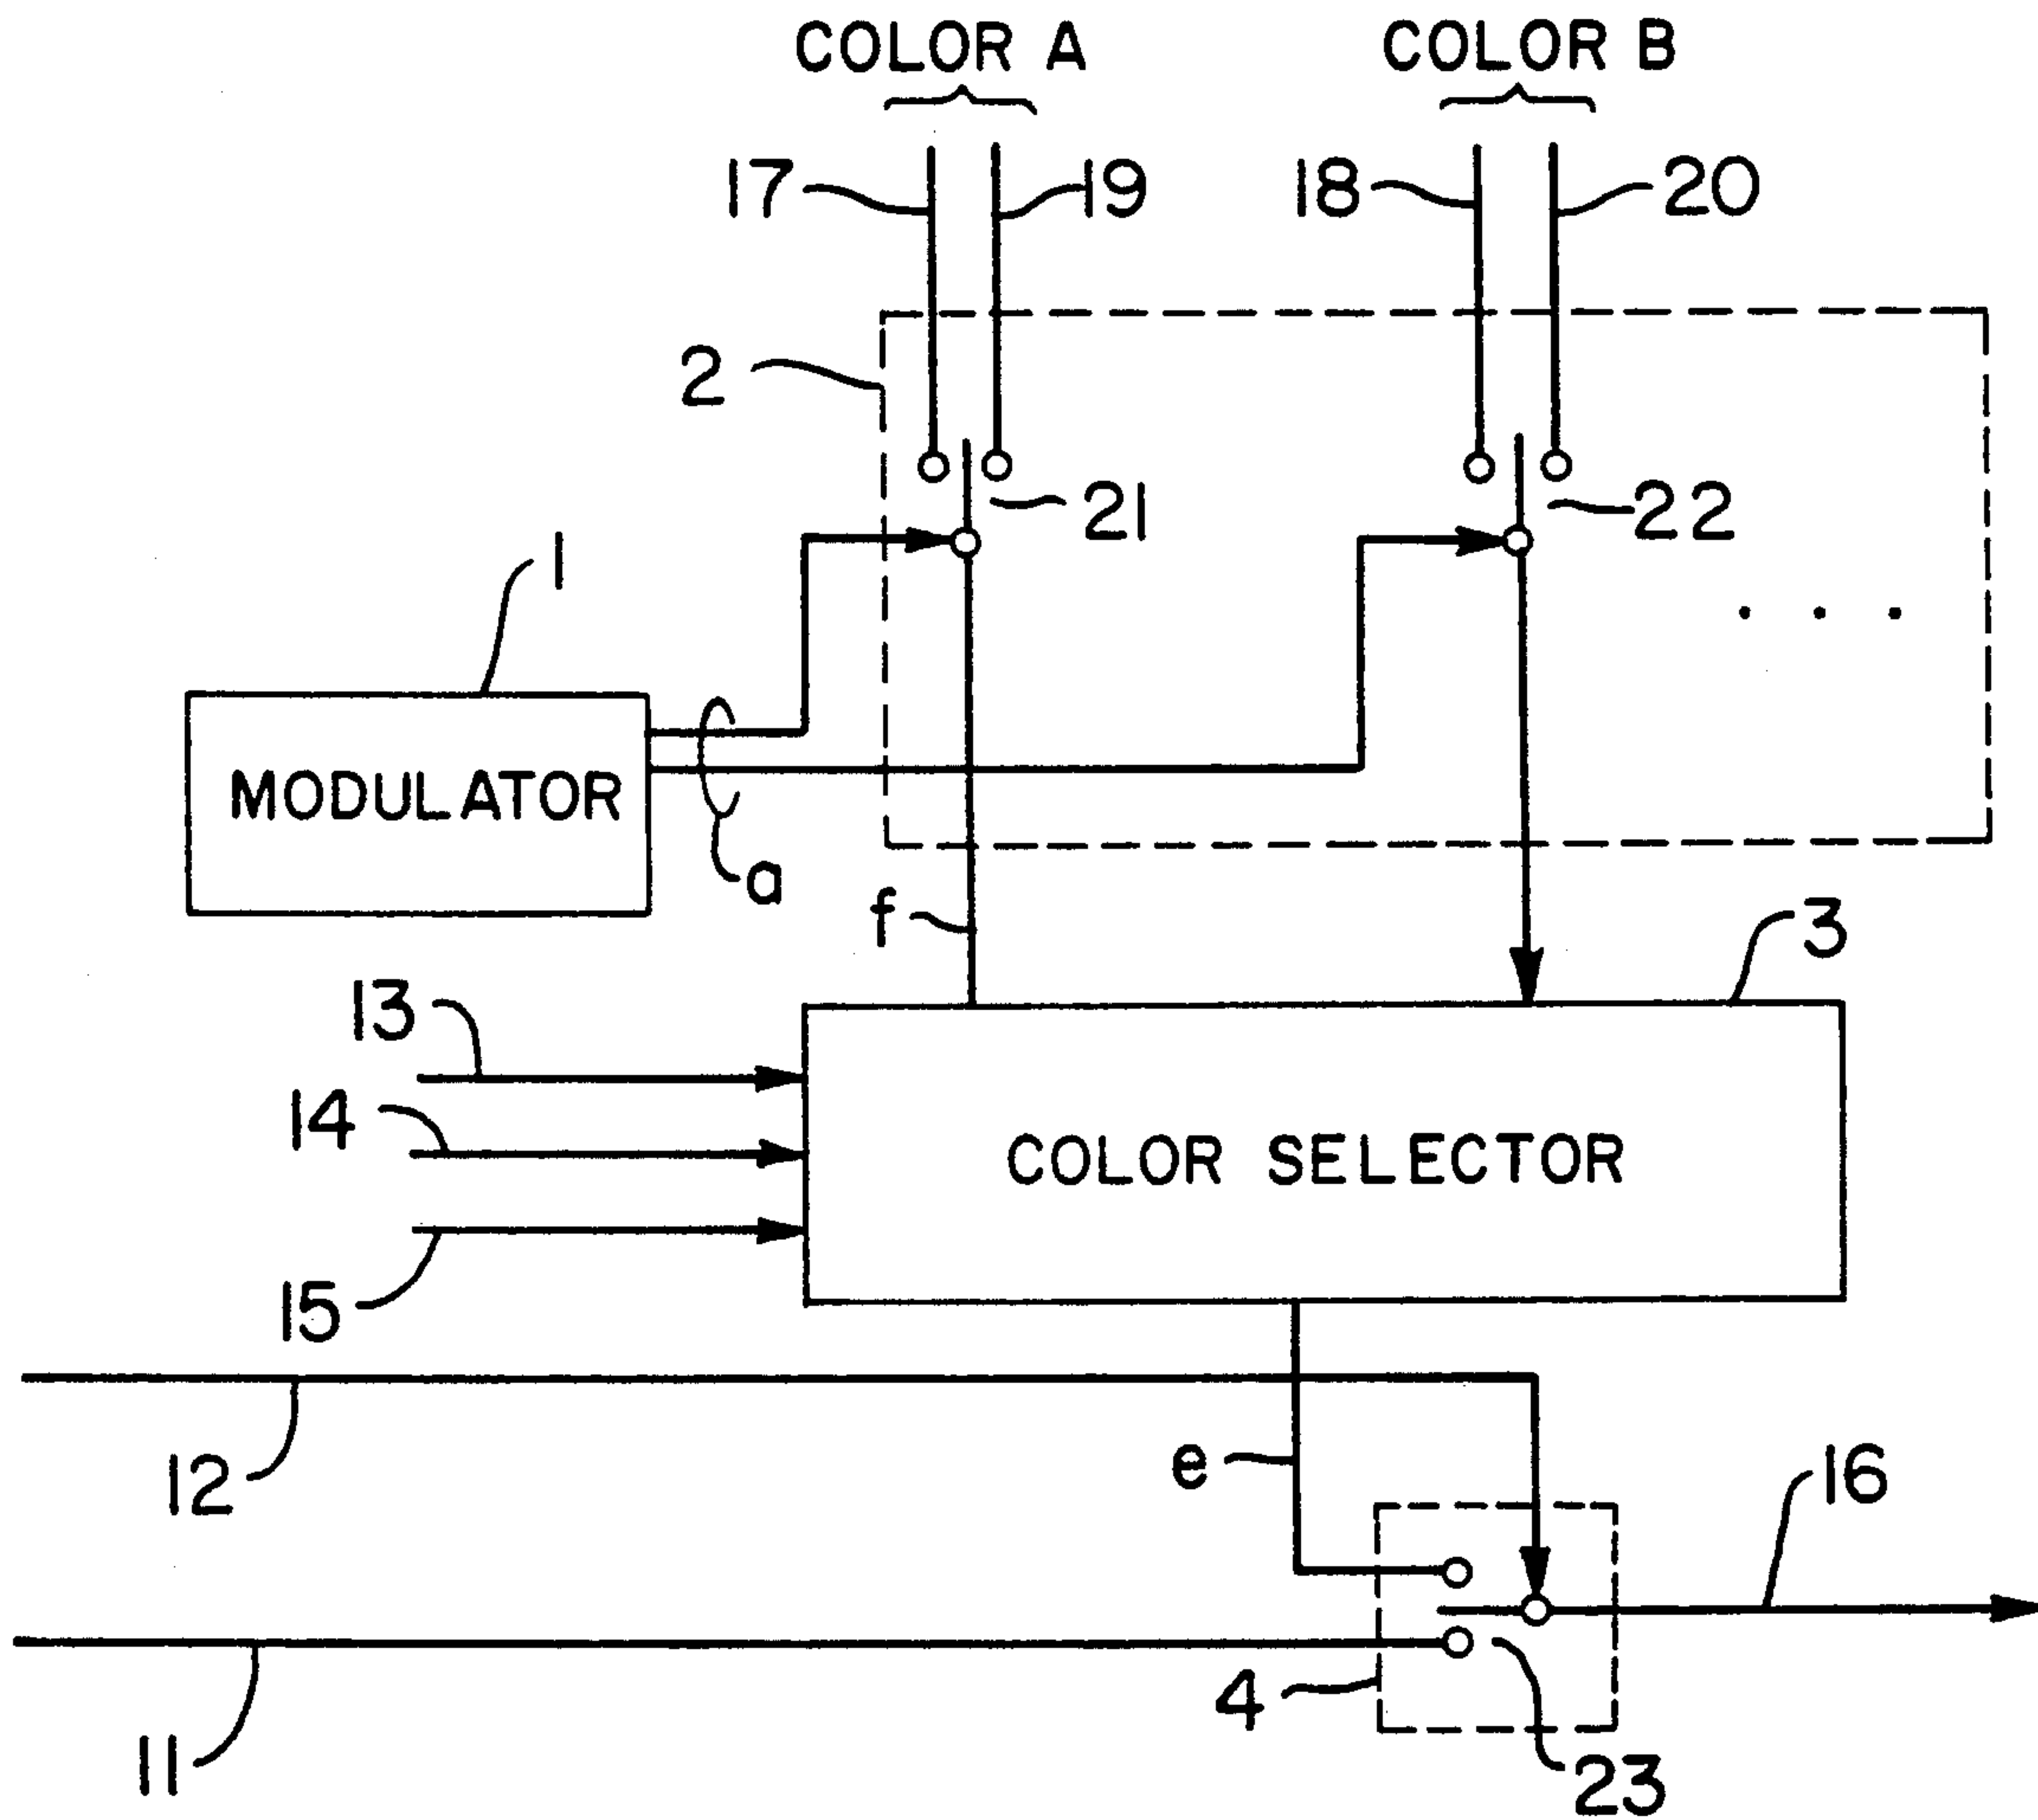 COLOR A
COLOR B
17
19
18
20
2
21
22
1
MODULATOR
a
f
3
13
14
COLOR SELECTOR
15
12
e
16
4
11
23